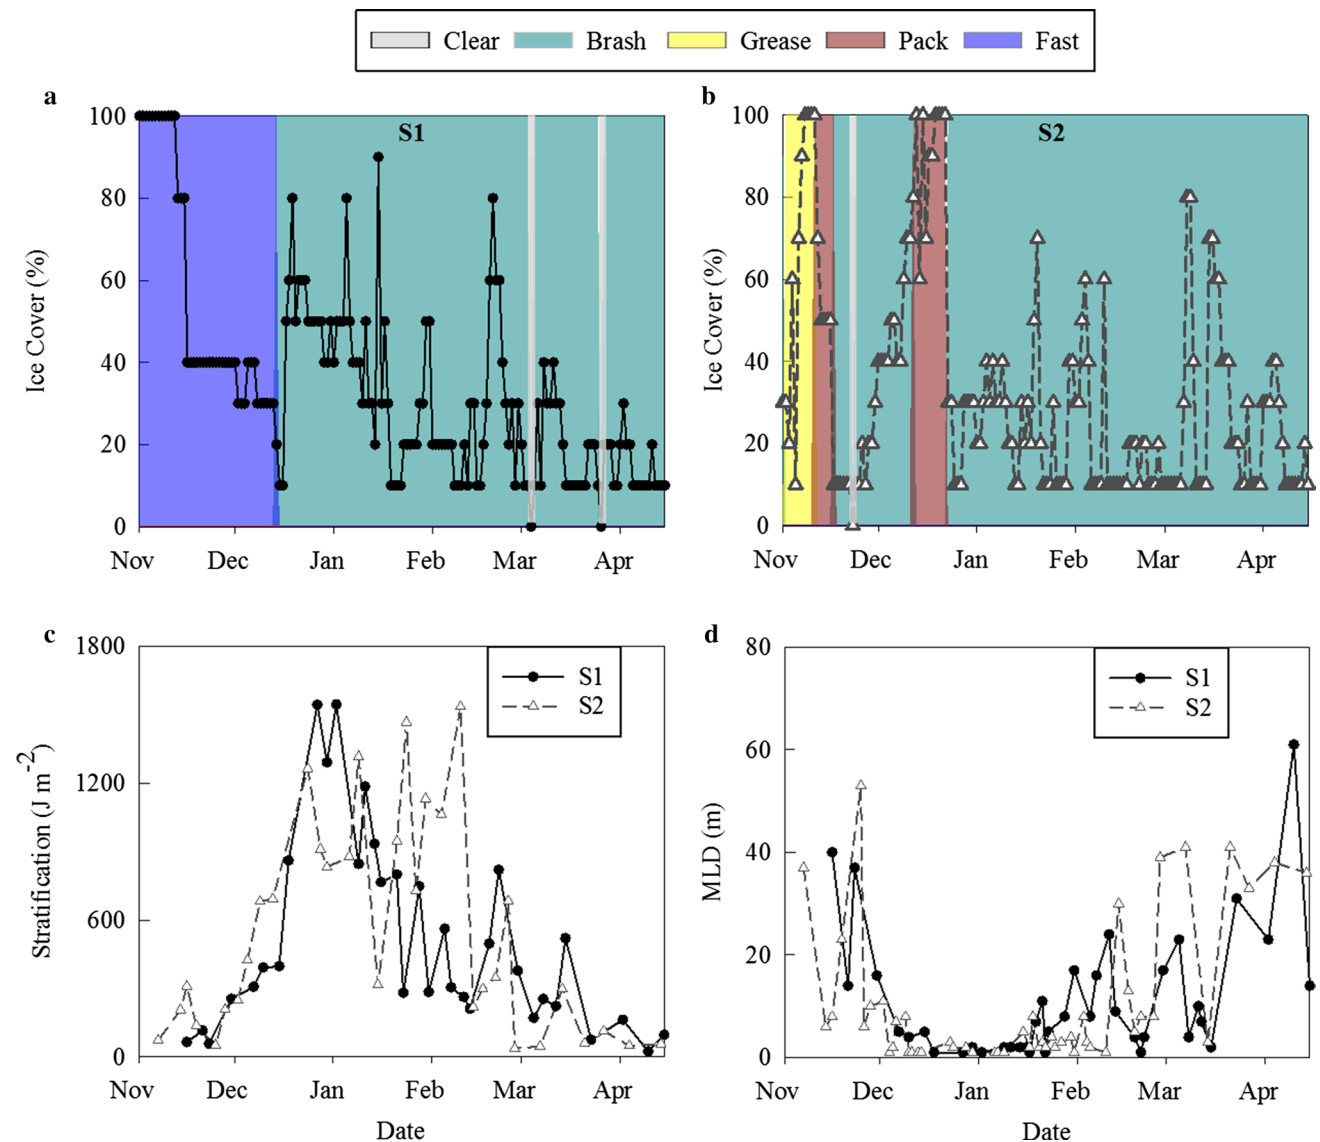 Clear Brash Grease Pack Fast
a
S1
Ice Cover (%)
100
80
60
40
20
0
Nov Dec Jan Feb Mar Apr
b
S2
Ice Cover (%)
100
80
60
40
20
0
Nov Dec Jan Feb Mar Apr
c
S1
S2
Stratification (J m-2)
1800
1200
600
0
Nov Dec Jan Feb Mar Apr
Date
d
S1
S2
MLD (m)
80
60
40
20
0
Nov Dec Jan Feb Mar Apr
Date